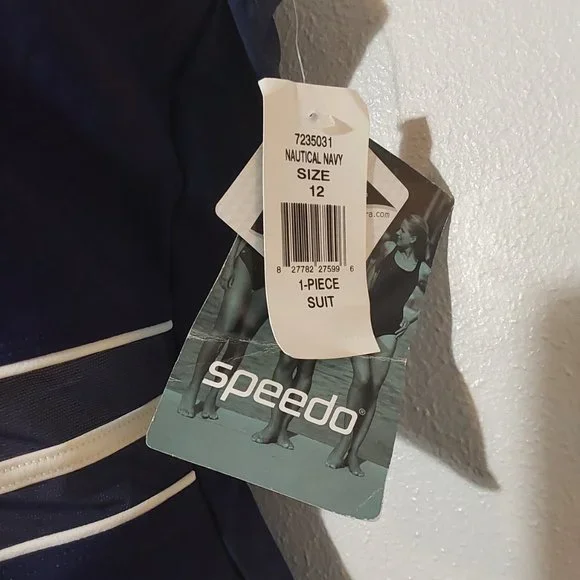 7235031
NAUTICAL NAVY
SIZE
12
8 27782 27599 6
1-PIECE
SUIT
speedo®